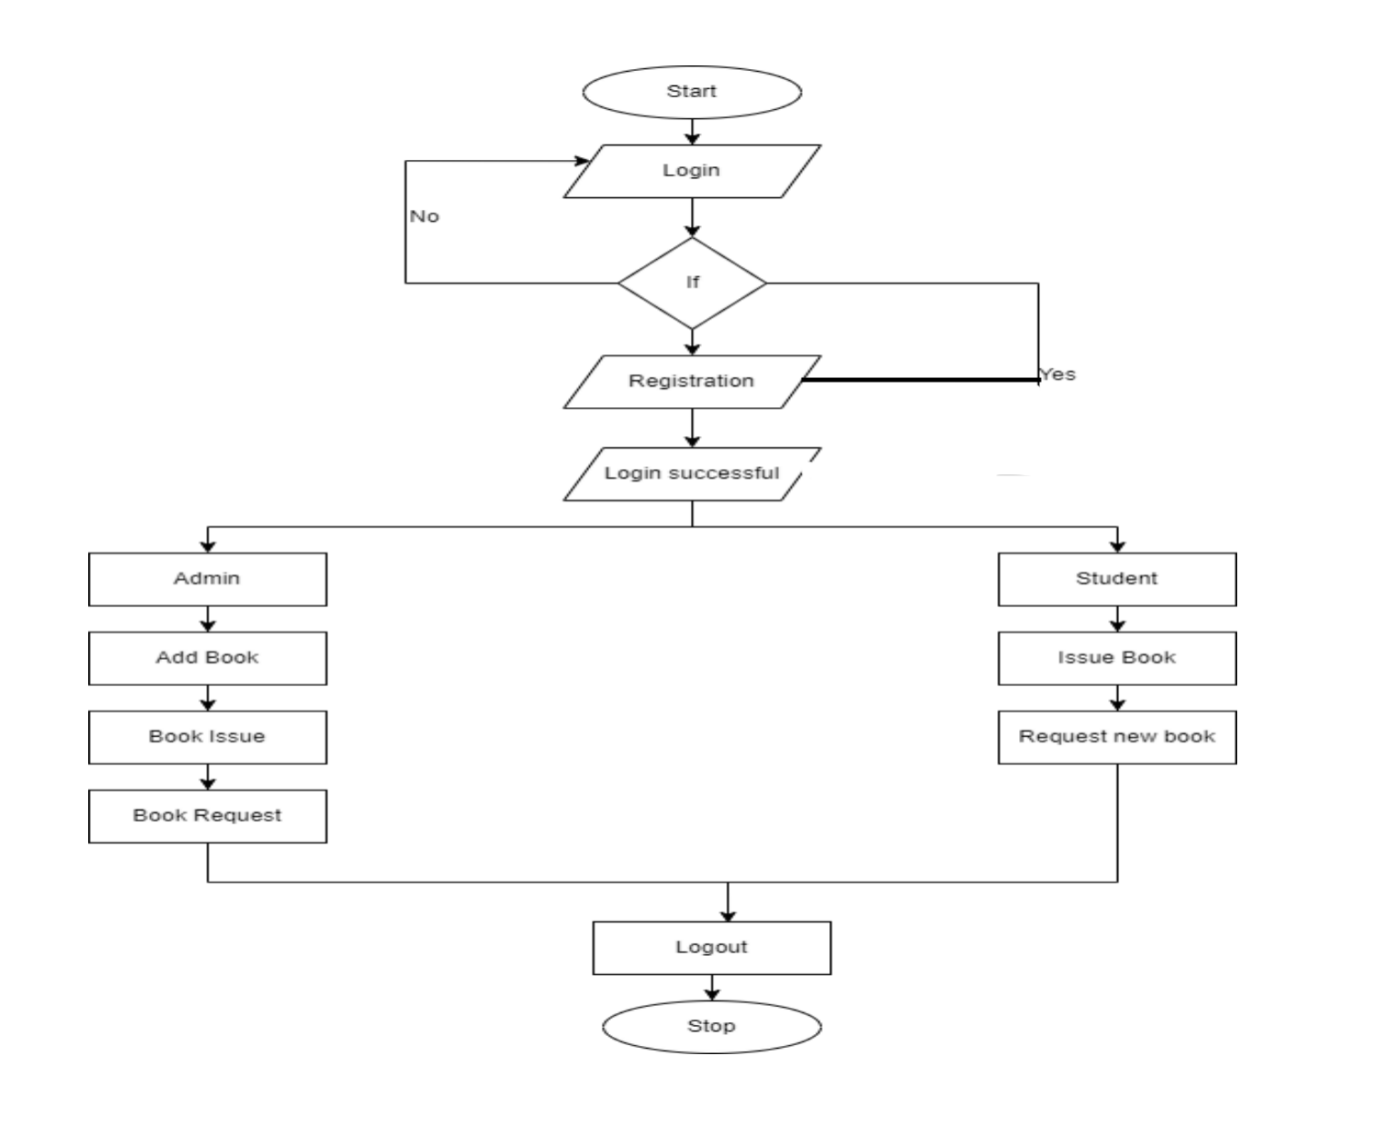 Start
Login
No
If
Registration
Yes
Login successful
Admin
Student
Add Book
Issue Book
Book Issue
Request new book
Book Request
Logout
Stop